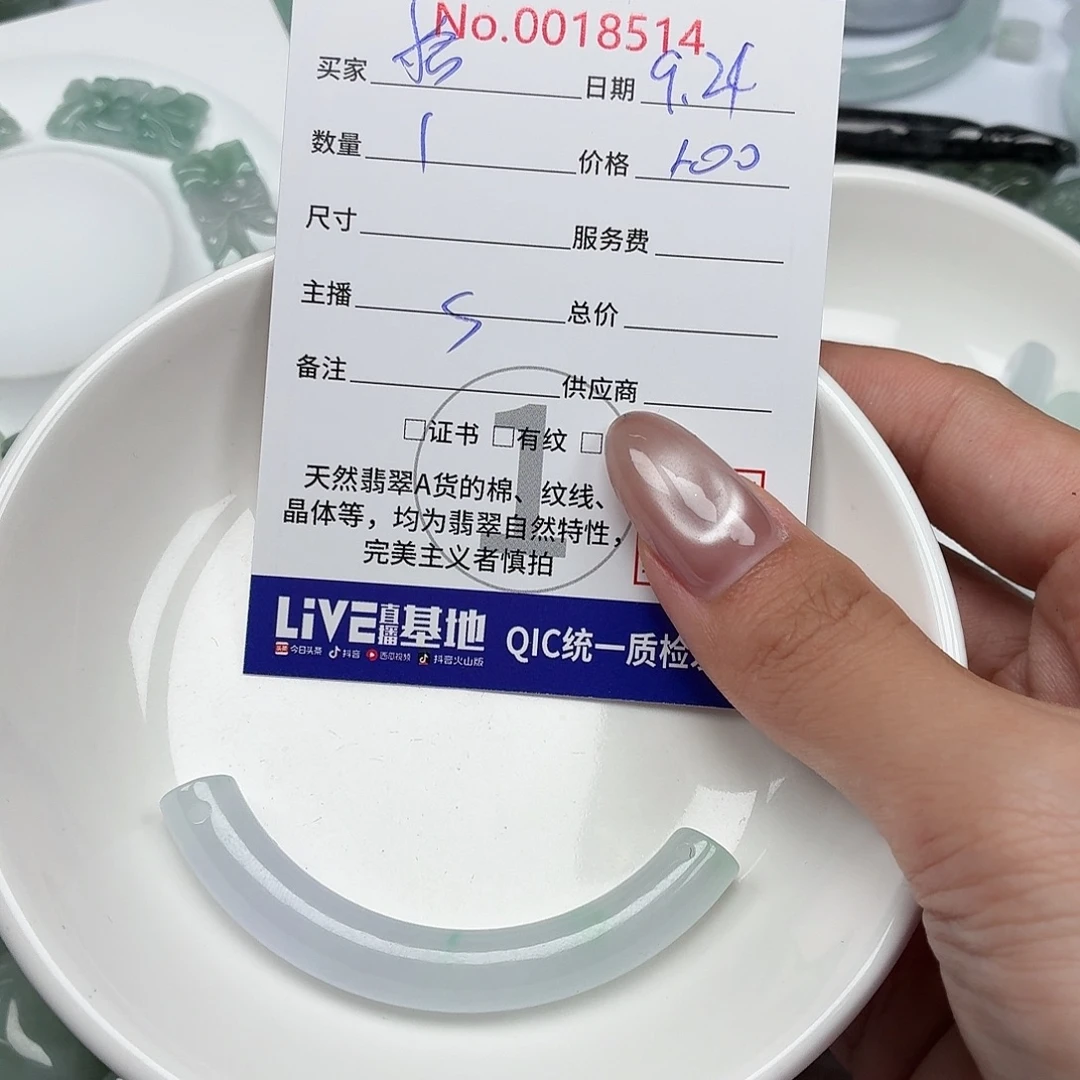 No.0018514
买家 日期 9.24
数量 1 价格 100
尺寸 服务费
主播 S 总价
备注 供应商
□证书 □有纹 □
天然翡翠A货的棉、纹线、
晶体等，均为翡翠自然特性，
完美主义者慎拍
1
LiVE直播基地 QIC统一质检
今日头条 抖音 西瓜视频 抖音火山版